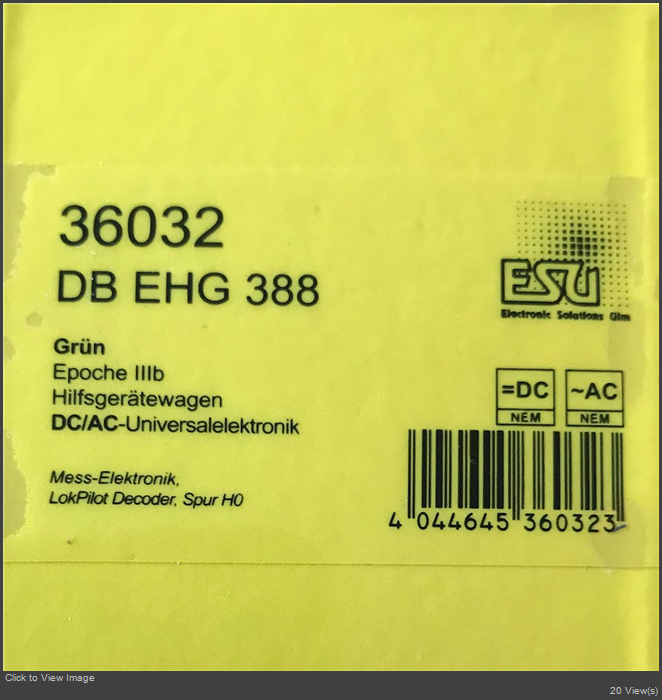 36032
DB EHG 388
ESU
Electronic Solutions Ulm
Grün
Epoche IIIb
Hilfsgerätewagen
DC/AC-Universalelektronik
=DC
NEM
~AC
NEM
Mess-Elektronik,
LokPilot Decoder, Spur H0
4 044645 360323
Click to View Image
20 View(s)